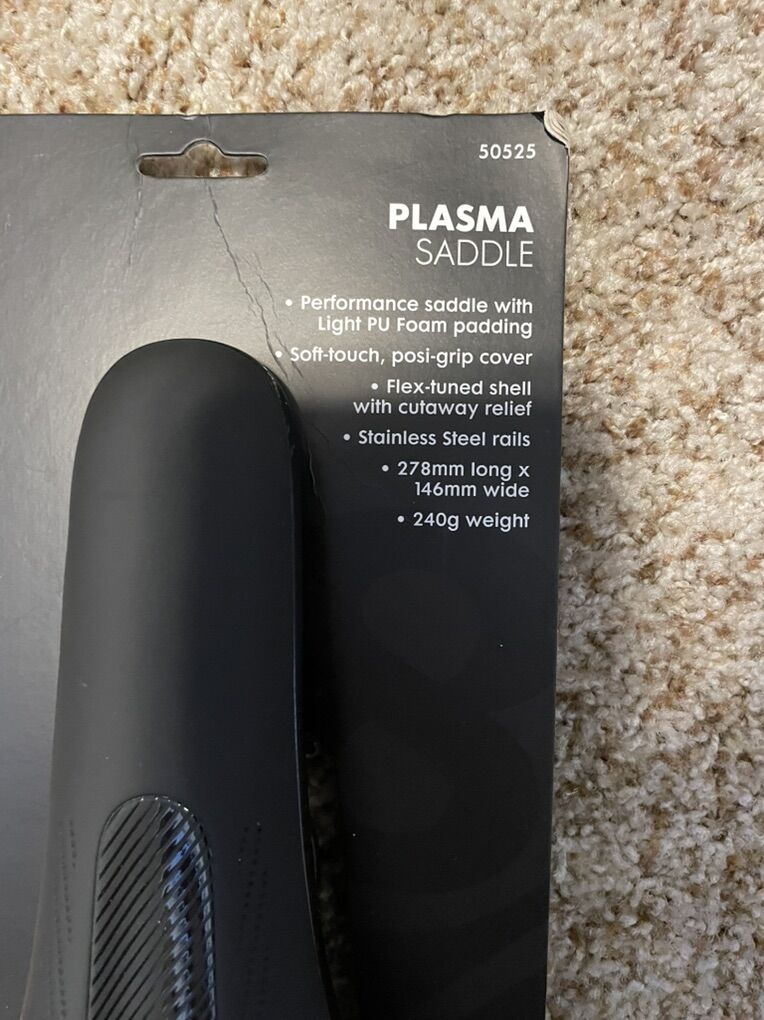 50525
PLASMA
SADDLE
• Performance saddle with
Light PU Foam padding
• Soft-touch, posi-grip cover
• Flex-tuned shell
with cutaway relief
• Stainless Steel rails
• 278mm long x
146mm wide
• 240g weight